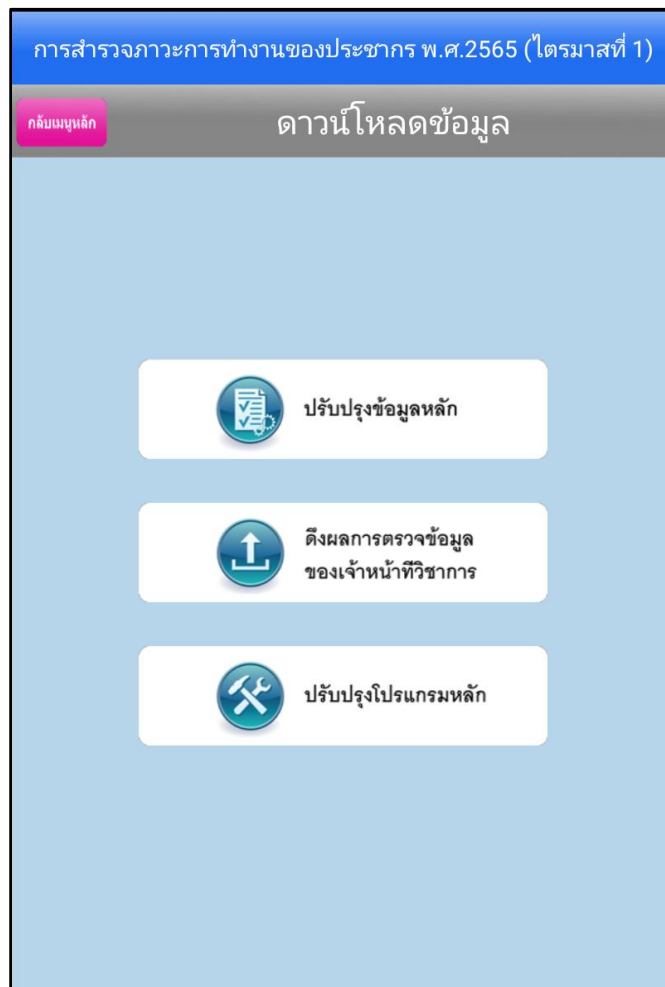 การสำรวจภาวะการทำงานของประชากร พ.ศ.2565 (ไตรมาสที่ 1)
กลับเมนูหลัก
ดาวน์โหลดข้อมูล
ปรับปรุงข้อมูลหลัก
ดึงผลการตรวจข้อมูล
ของเจ้าหน้าที่วิชาการ
ปรับปรุงโปรแกรมหลัก